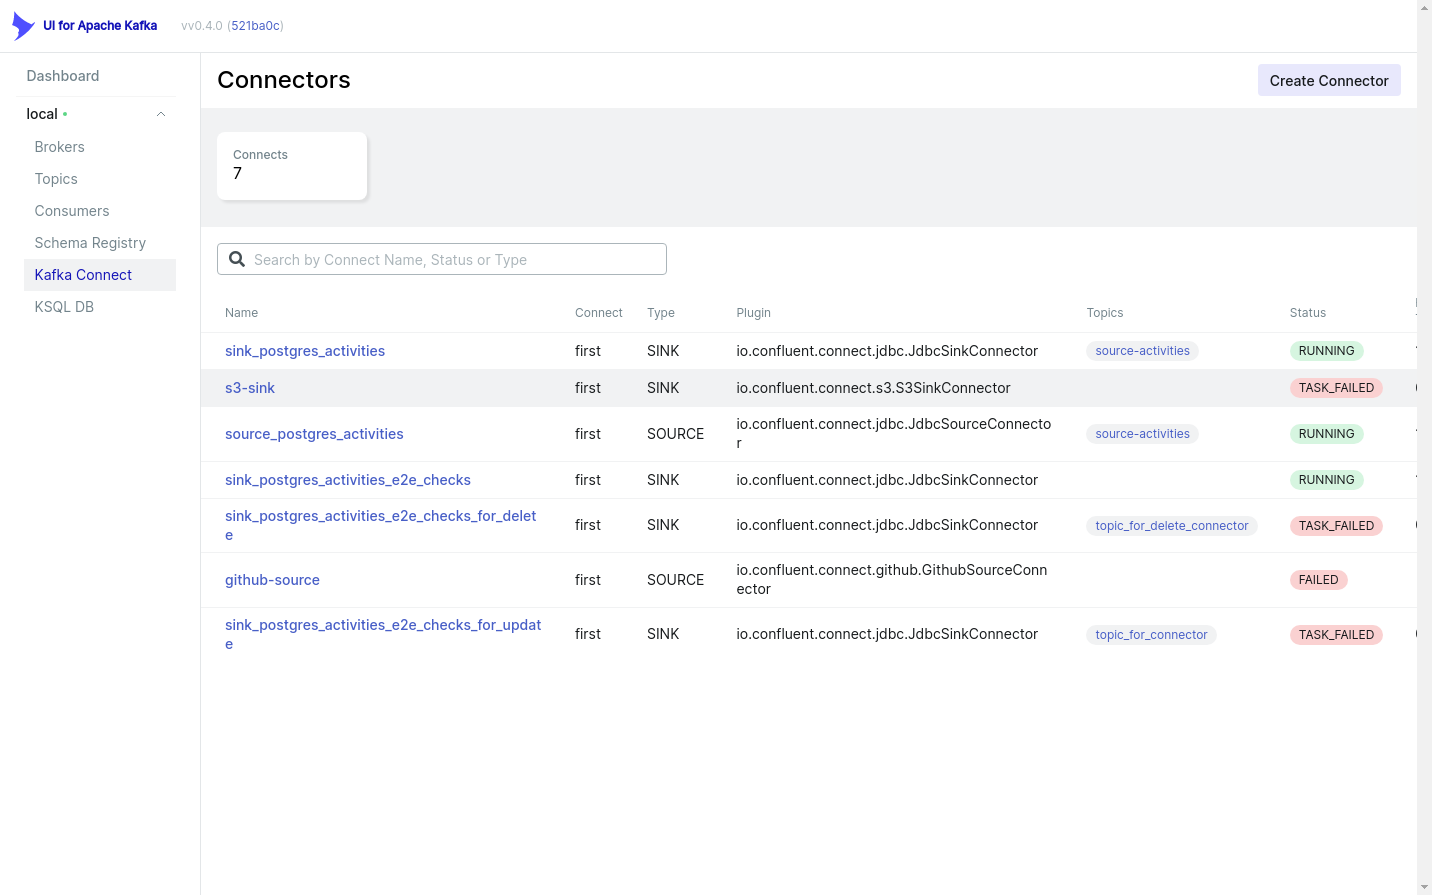 UI for Apache Kafka
vv0.4.0 (521ba0c)
Dashboard
local
Brokers
Topics
Consumers
Schema Registry
Kafka Connect
KSQL DB
Connectors
Create Connector
Connects
7
Search by Connect Name, Status or Type
Name Connect Type Plugin Topics Status
sink_postgres_activities first SINK io.confluent.connect.jdbc.JdbcSinkConnector source-activities RUNNING
s3-sink first SINK io.confluent.connect.s3.S3SinkConnector TASK_FAILED
source_postgres_activities first SOURCE io.confluent.connect.jdbc.JdbcSourceConnecto source-activities RUNNING
r
sink_postgres_activities_e2e_checks first SINK io.confluent.connect.jdbc.JdbcSinkConnector RUNNING
sink_postgres_activities_e2e_checks_for_delet first SINK io.confluent.connect.jdbc.JdbcSinkConnector topic_for_delete_connector TASK_FAILED
e
github-source first SOURCE io.confluent.connect.github.GithubSourceConn FAILED
ector
sink_postgres_activities_e2e_checks_for_updat first SINK io.confluent.connect.jdbc.JdbcSinkConnector topic_for_connector TASK_FAILED
e